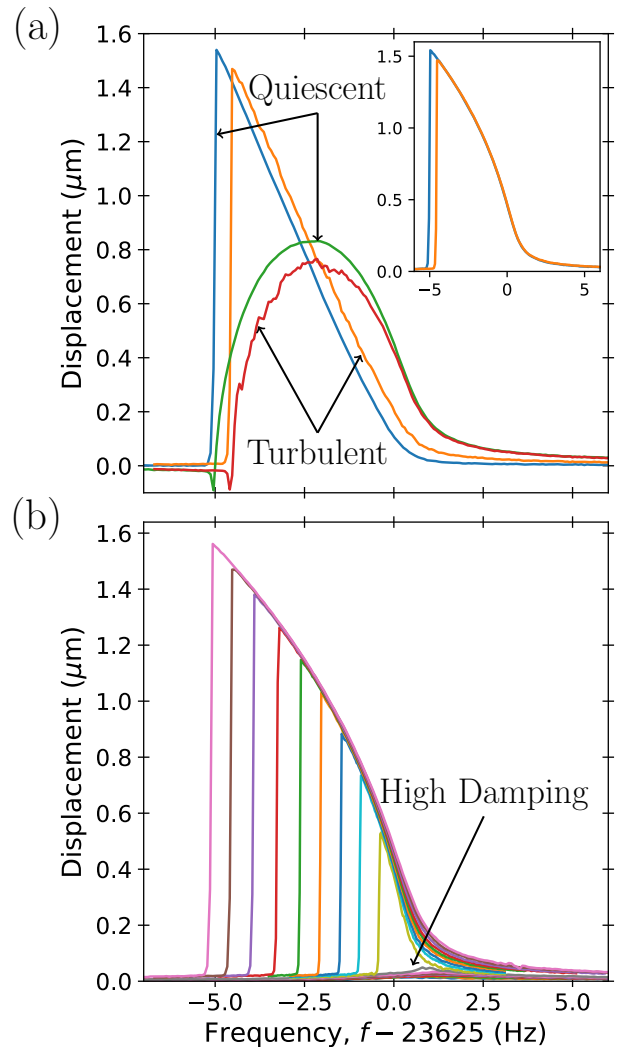 (a)
1.6
1.4
1.2
1.0
0.8
0.6
0.4
0.2
0.0
Displacement (μm)
Quiescent
Turbulent
1.5
1.0
0.5
0.0
−5 0 5
(b)
1.6
1.4
1.2
1.0
0.8
0.6
0.4
0.2
0.0
Displacement (μm)
High Damping
−5.0 −2.5 0.0 2.5 5.0
Frequency, f − 23625 (Hz)